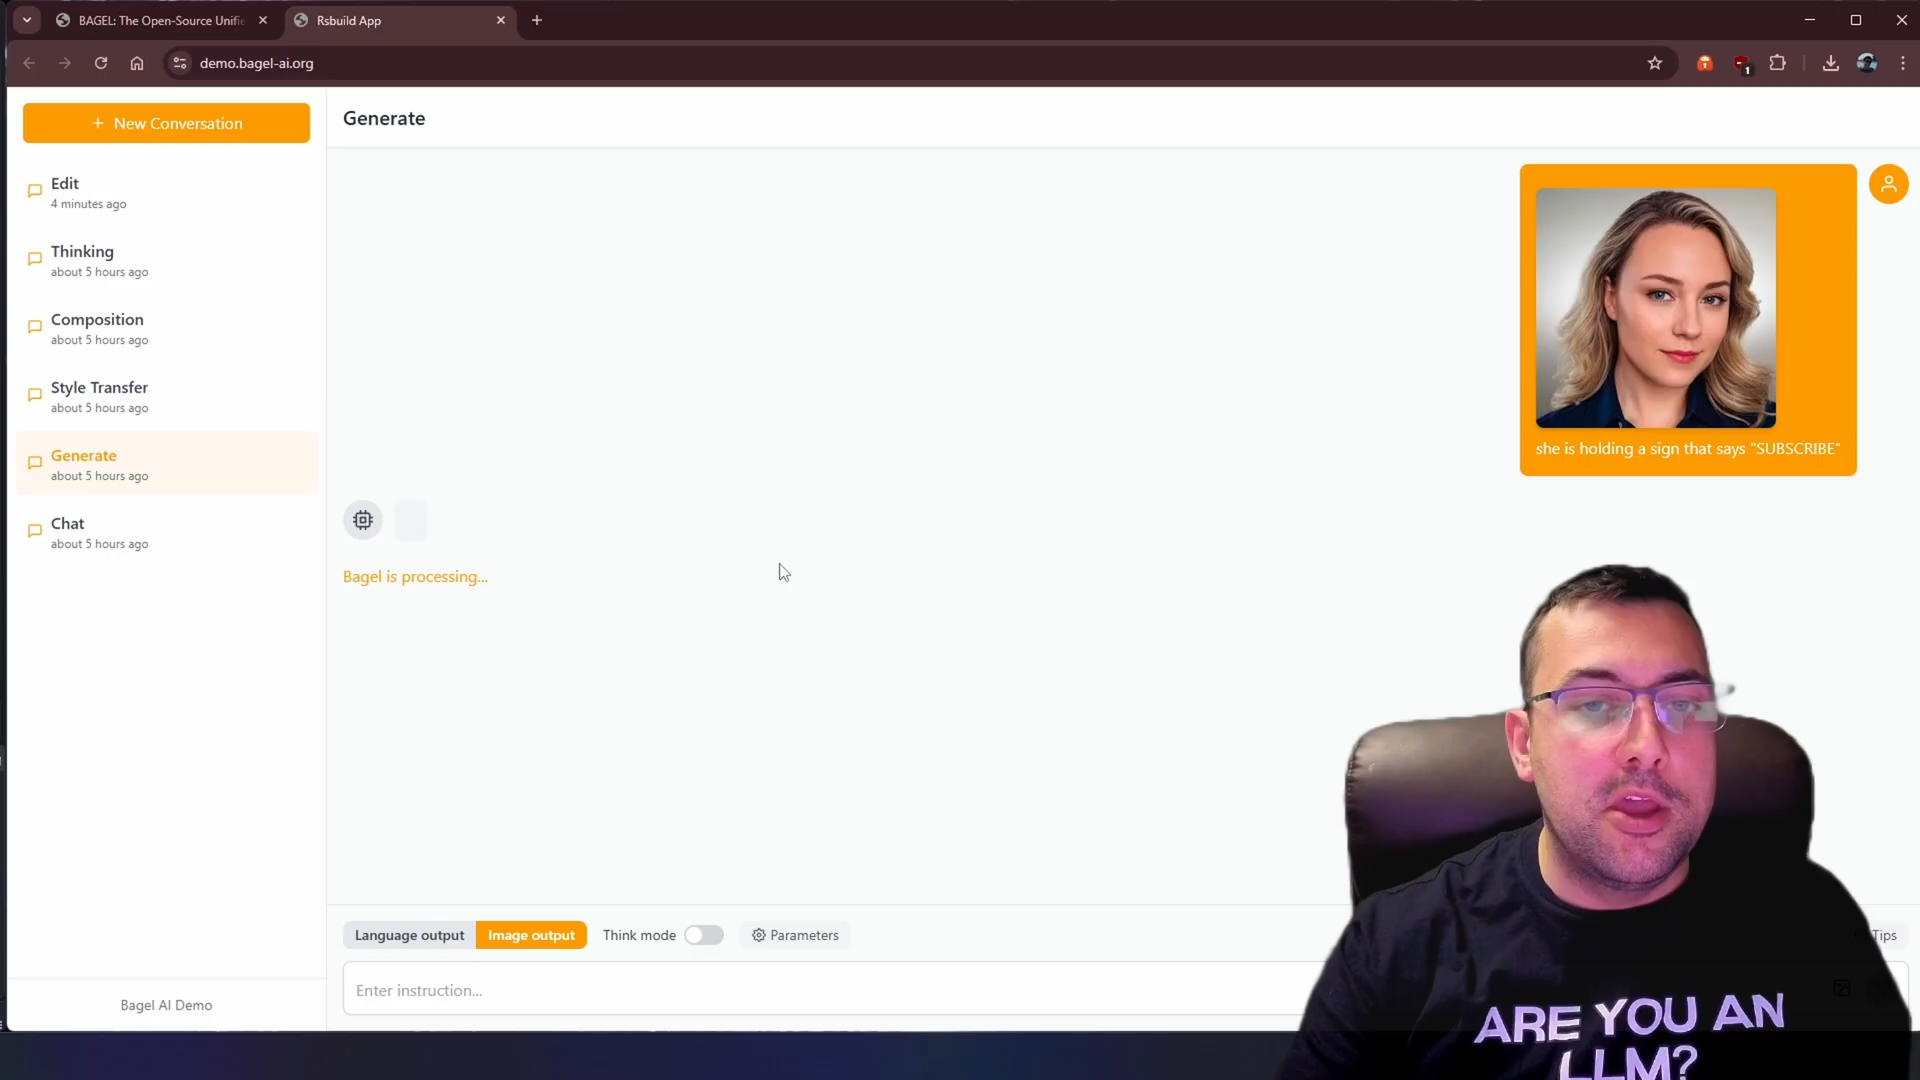 BAGEL: The Open-Source Unifie
Rsbuild App
demo.bagel-ai.org
1
New Conversation
Generate
Edit
4 minutes ago
Thinking
about 5 hours ago
Composition
about 5 hours ago
Style Transfer
about 5 hours ago
Generate
about 5 hours ago
Chat
about 5 hours ago
she is holding a sign that says "SUBSCRIBE"
Bagel is processing...
Language output
Image output
Think mode
Parameters
Tips
Enter instruction...
Bagel AI Demo
ARE YOU AN
LLM?